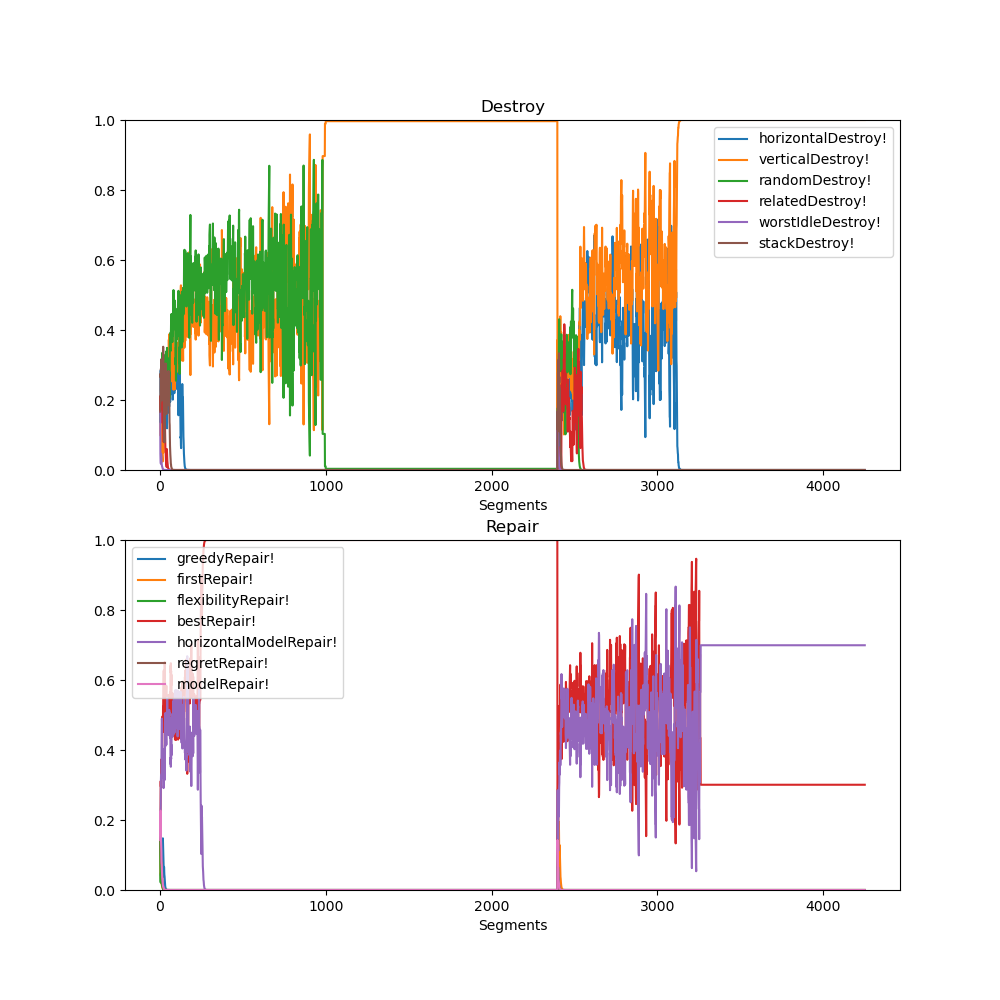 Destroy
1.0
0.8
0.6
0.4
0.2
0.0
horizontalDestroy!
verticalDestroy!
randomDestroy!
relatedDestroy!
worstIdleDestroy!
stackDestroy!
0 1000 2000 3000 4000
Segments
Repair
1.0
0.8
0.6
0.4
0.2
0.0
greedyRepair!
firstRepair!
flexibilityRepair!
bestRepair!
horizontalModelRepair!
regretRepair!
modelRepair!
0 1000 2000 3000 4000
Segments